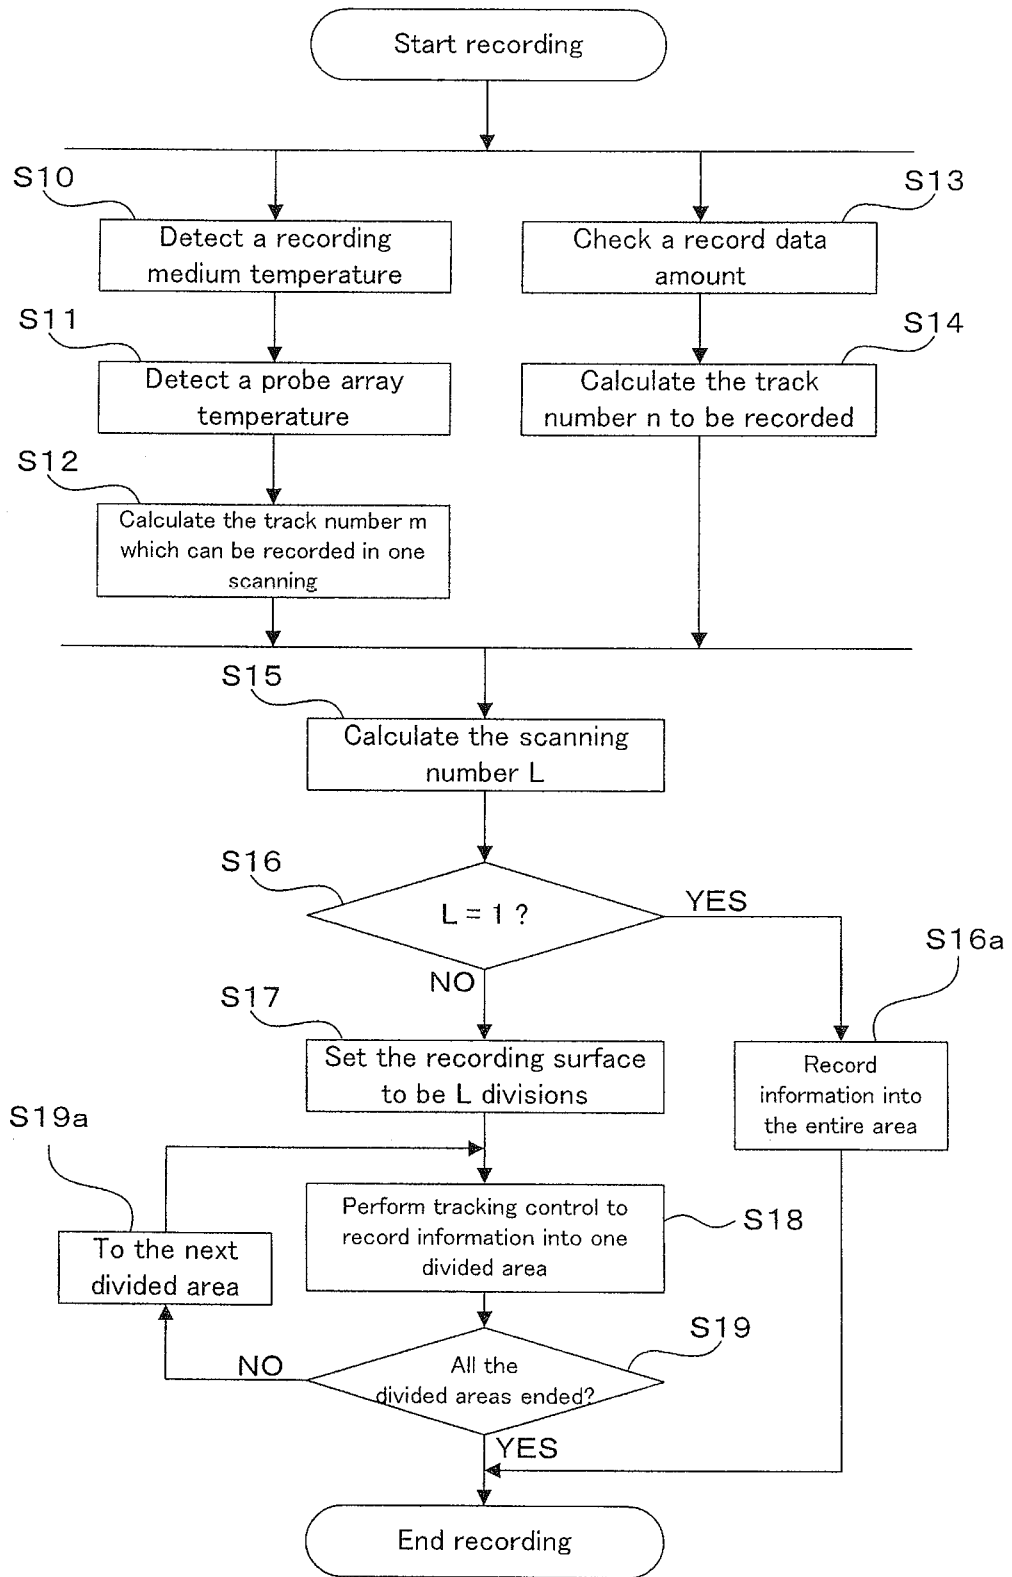 Start recording
S10
Detect a recording
medium temperature
S13
Check a record data
amount
S11
Detect a probe array
temperature
S14
Calculate the track
number n to be recorded
S12
Calculate the track number m
which can be recorded in one
scanning
S15
Calculate the scanning
number L
S16
L = 1 ?
YES
NO
S16a
Record
information into
the entire area
S17
Set the recording surface
to be L divisions
S19a
To the next
divided area
Perform tracking control to
record information into one
divided area
S18
S19
All the
divided areas ended?
NO
YES
End recording